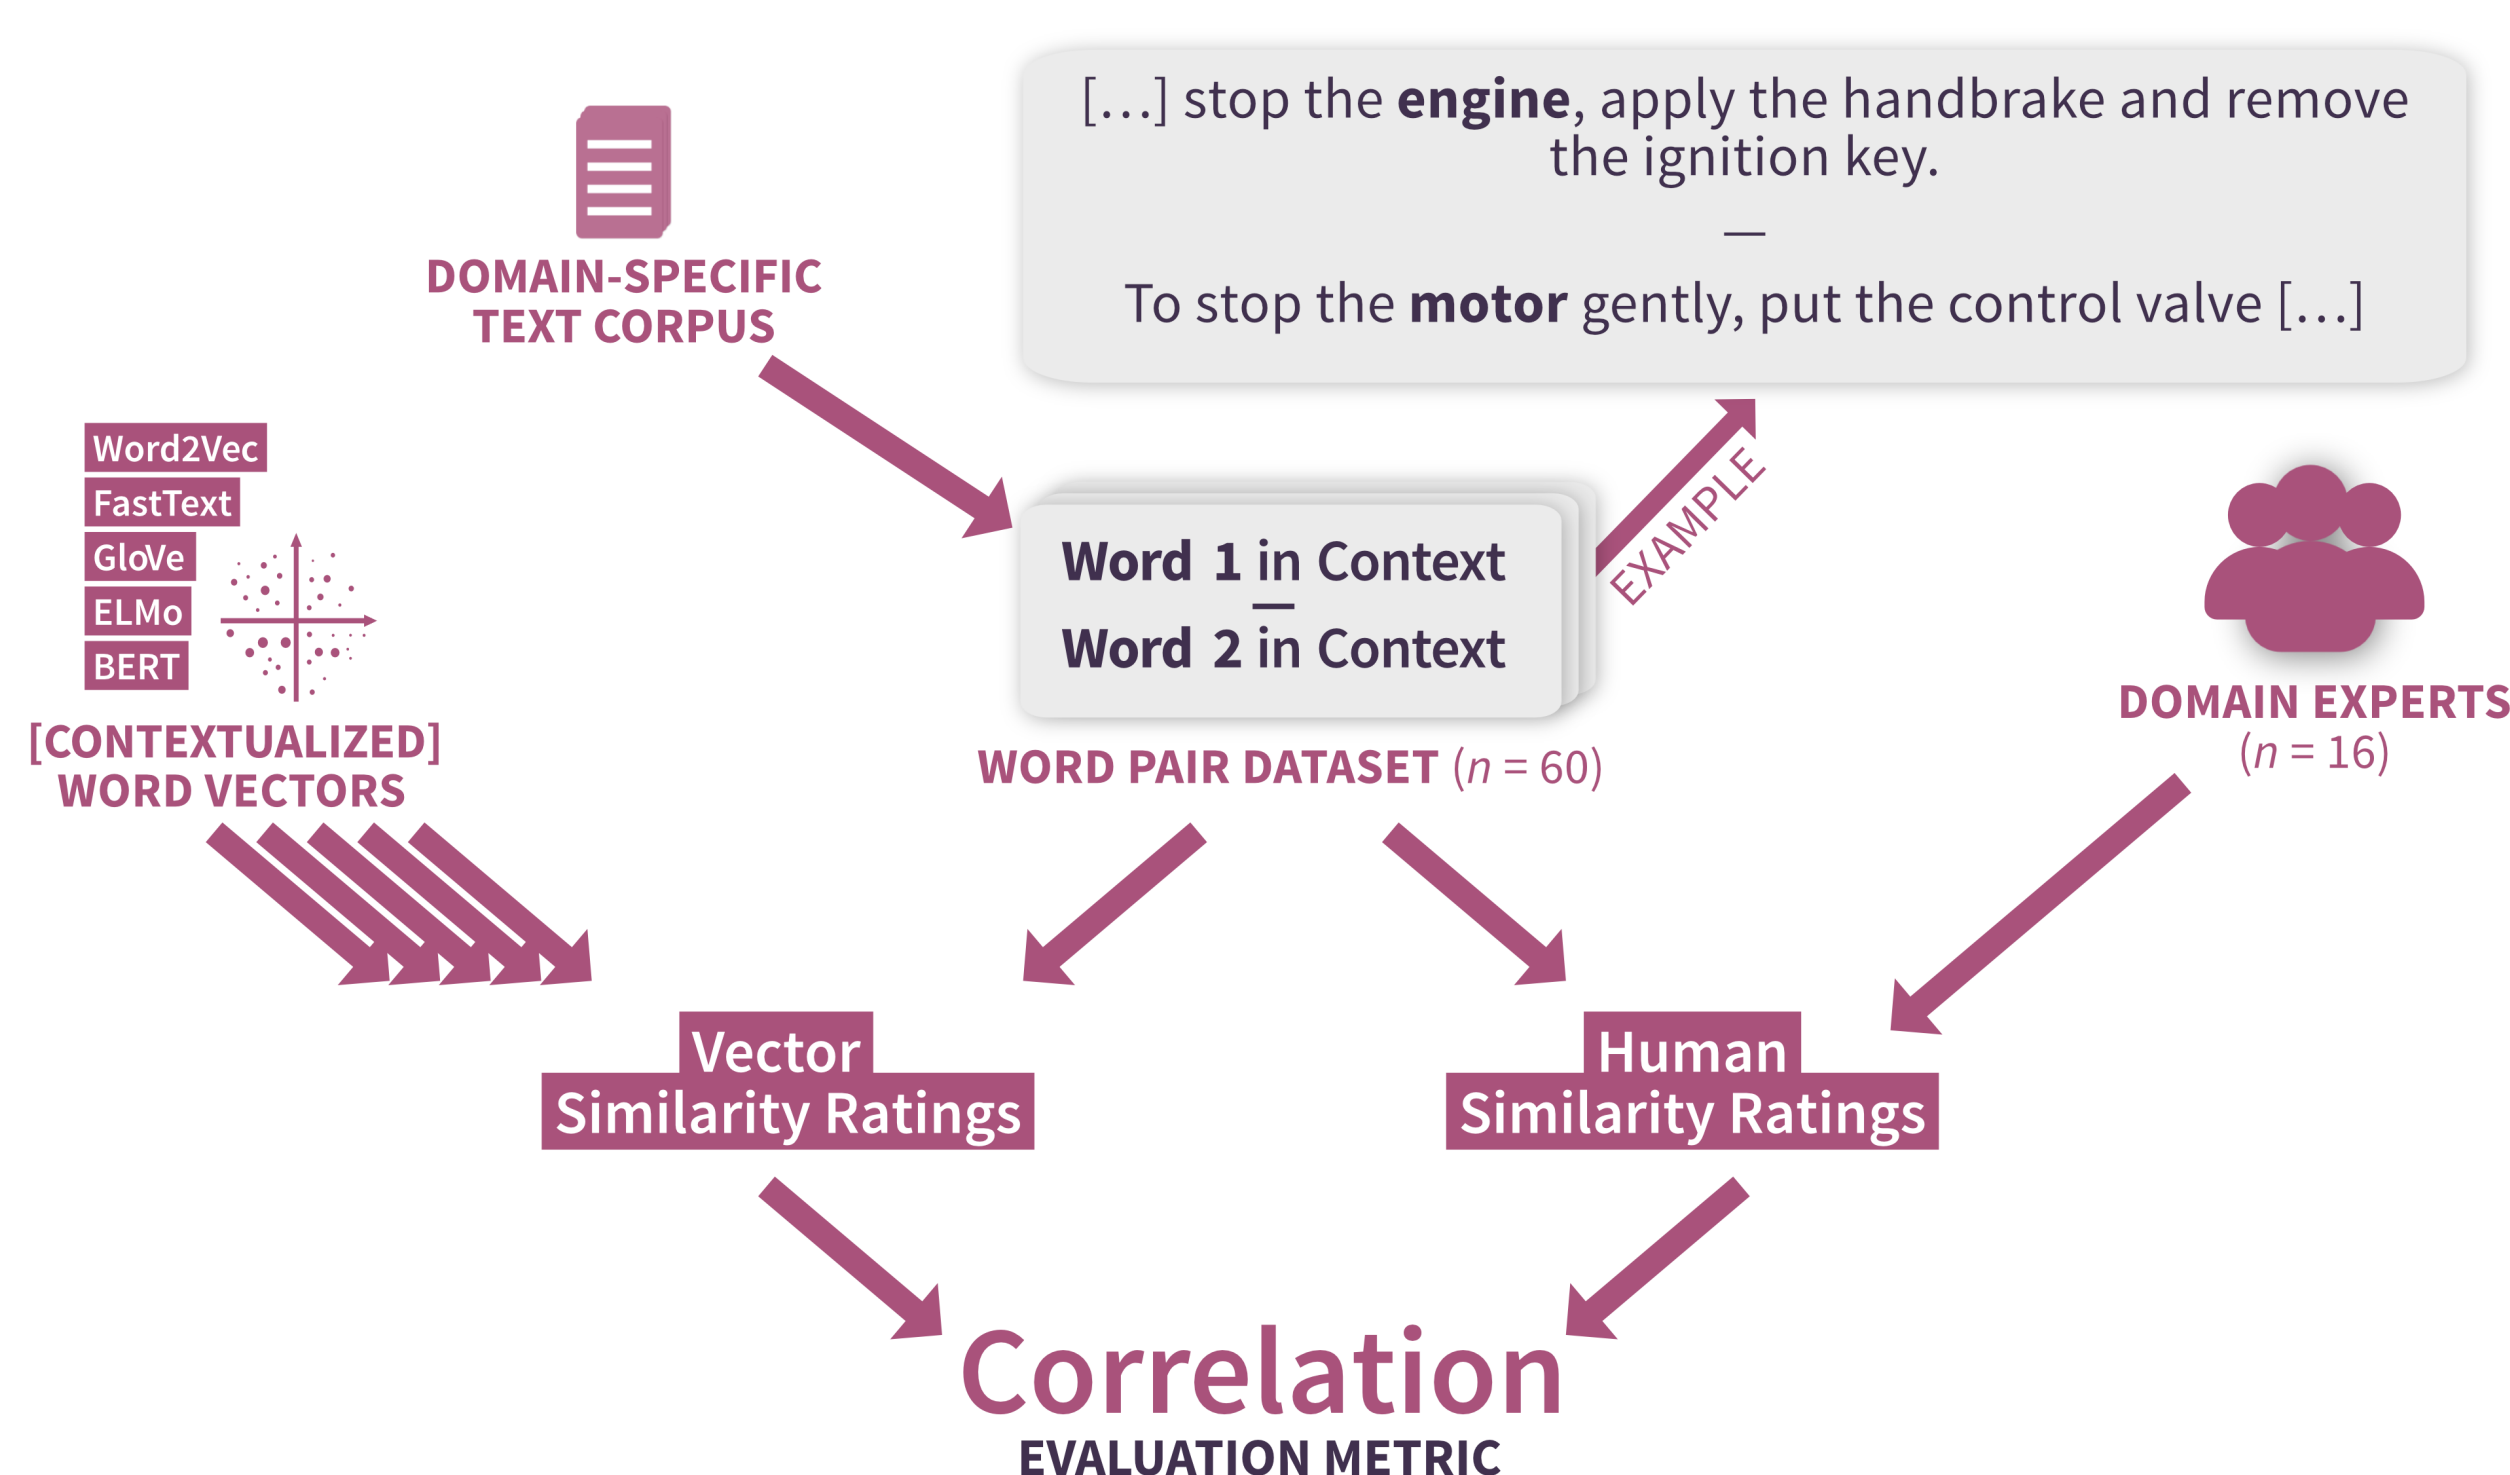 […] stop the engine, apply the handbrake and remove
the ignition key.
—
To stop the motor gently, put the control valve […]
DOMAIN-SPECIFIC
TEXT CORPUS
EXAMPLE
Word2Vec
FastText
GloVe
ELMo
BERT
[CONTEXTUALIZED]
WORD VECTORS
Word 1 in Context
—
Word 2 in Context
WORD PAIR DATASET (n = 60)
DOMAIN EXPERTS
(n = 16)
Vector
Similarity Ratings
Human
Similarity Ratings
Correlation
EVALUATION METRIC